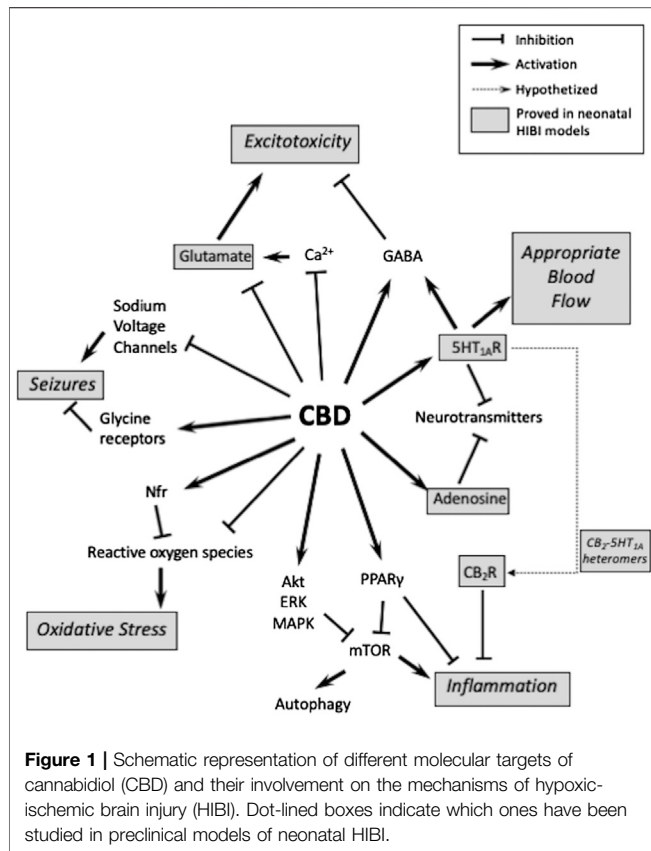 Inhibition
Activation
Hypothetized
Proved in neonatal
HIBI models
Excitotoxicity
Glutamate
Ca²⁺
GABA
Appropriate
Blood
Flow
Sodium
Voltage
Channels
5HT₁ₐR
Seizures
CBD
Neurotransmitters
Glycine
receptors
Nfr
Adenosine
Reactive oxygen species
CB₂-5HT₁ₐ
heteromers
Akt
ERK
MAPK
PPARγ
CB₂R
Oxidative Stress
mTOR
Autophagy
Inflammation
Figure 1 | Schematic representation of different molecular targets of
cannabidiol (CBD) and their involvement on the mechanisms of hypoxic-
ischemic brain injury (HIBI). Dot-lined boxes indicate which ones have been
studied in preclinical models of neonatal HIBI.